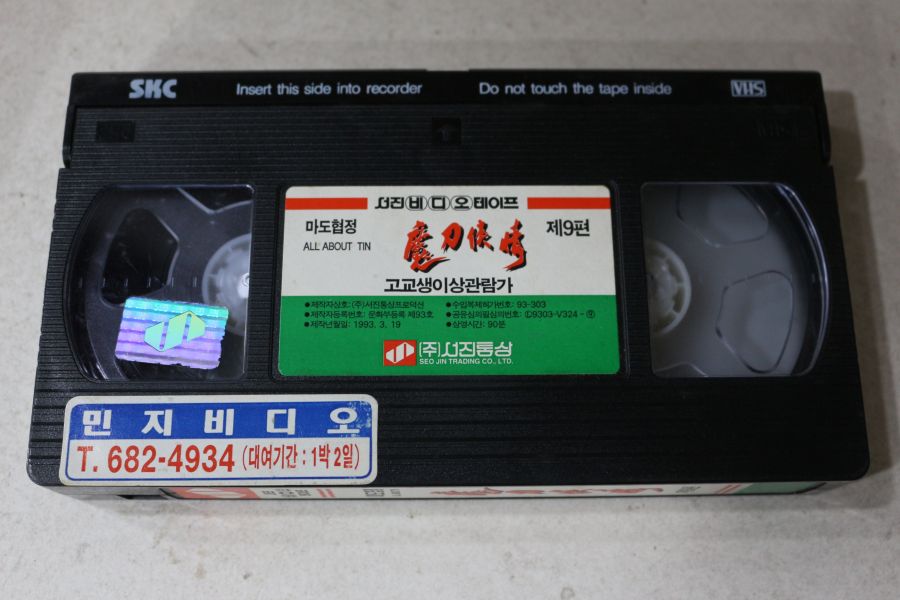 SKC Insert this side into recorder Do not touch the tape inside VHS
서진비디오테이프
마도협정 魔刀俠情 제9편
ALL ABOUT TIN
고교생이상관람가
●제작자상호: (주)서진통상프로덕션 ●수입복제허가번호: 93-303
●제작자등록번호: 문화부등록 제93호 ●공윤심의필심의번호: Ⓛ9303-V324-㉗
●제작년월일: 1993. 3. 19 ●상영시간: 90분
(주)서진통상
SEO JIN TRADING CO., LTD.
민지비디오
T. 682-4934 (대여기간 : 1박 2일)